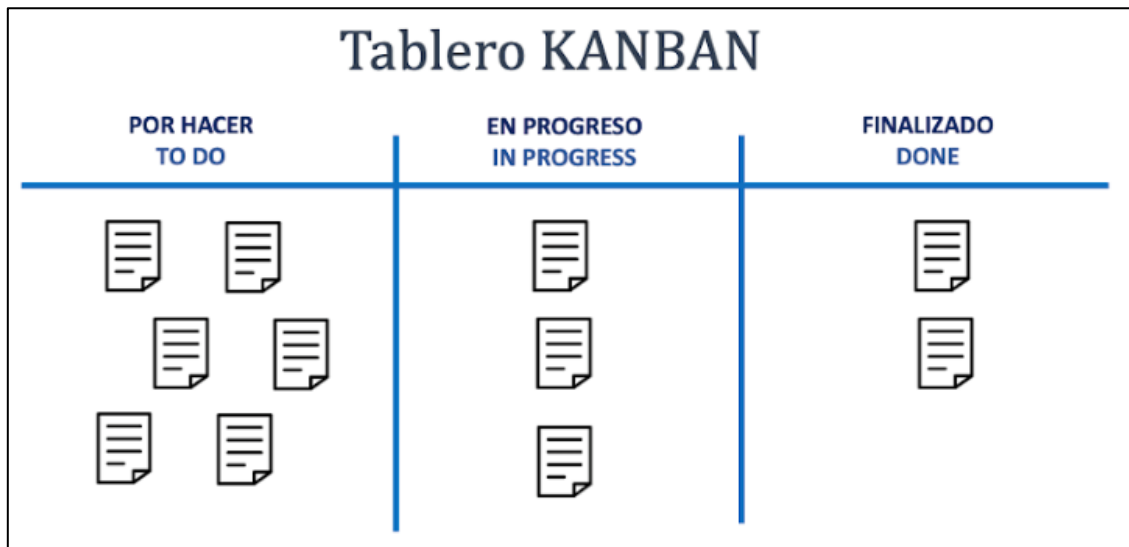 Tablero KANBAN
POR HACER
TO DO
EN PROGRESO
IN PROGRESS
FINALIZADO
DONE